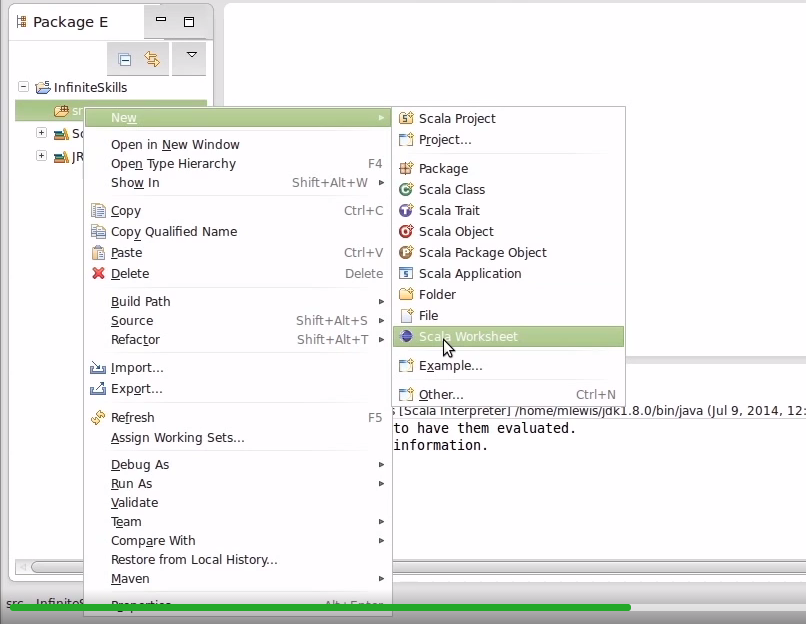 Package E
InfiniteSkills
sr
New
Sc
Open in New Window
Open Type Hierarchy F4
JR
Show In Shift+Alt+W
Copy Ctrl+C
Copy Qualified Name
Paste Ctrl+V
Delete Delete
Build Path
Source Shift+Alt+S
Refactor Shift+Alt+T
Import...
Export...
Refresh F5
Assign Working Sets...
Debug As
Run As
Validate
Team
Compare With
Restore from Local History...
Maven
Properties Alt+Enter
Scala Project
Project...
Package
Scala Class
Scala Trait
Scala Object
Scala Package Object
Scala Application
Folder
File
Scala Worksheet
Example...
Other... Ctrl+N
[Scala Interpreter] /home/mlewis/jdk1.8.0/bin/java (Jul 9, 2014, 12:
to have them evaluated.
information.
src - InfiniteS